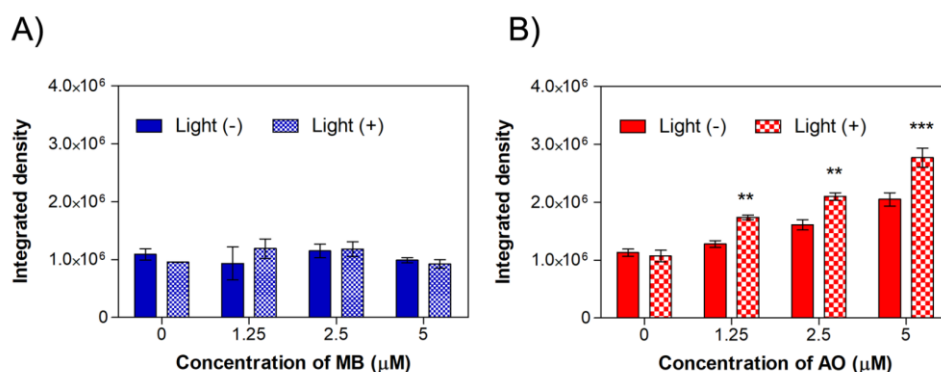 A)
Integrated density
4.0×10⁶
3.0×10⁶
2.0×10⁶
1.0×10⁶
0
Light (-) Light (+)
0 1.25 2.5 5
Concentration of MB (μM)
B)
Integrated density
4.0×10⁶
3.0×10⁶
2.0×10⁶
1.0×10⁶
0
Light (-) Light (+)
** ** ***
0 1.25 2.5 5
Concentration of AO (μM)